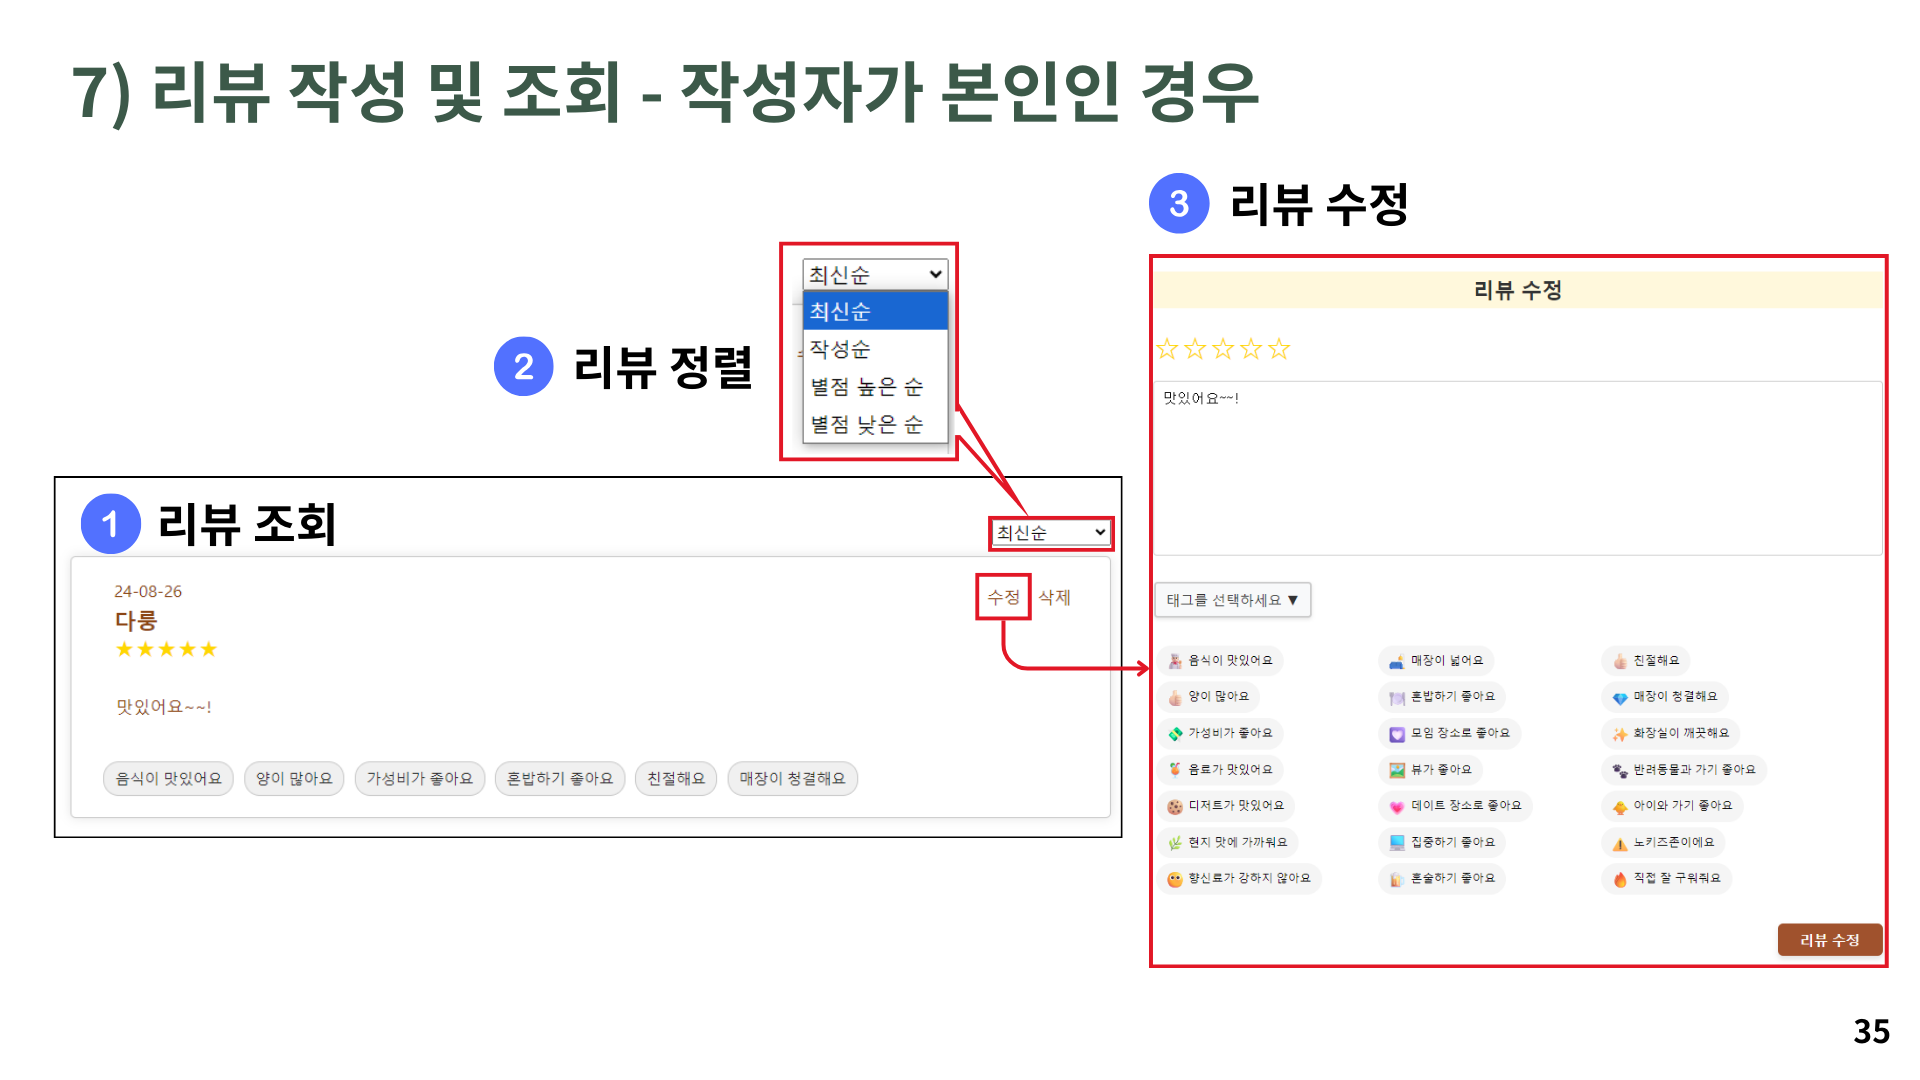 7) 리뷰 작성 및 조회 - 작성자가 본인인 경우
1 리뷰 조회
최신순
24-08-26
수정 삭제
다룽
★★★★★
맛있어요~~!
음식이 맛있어요 양이 많아요 가성비가 좋아요 혼밥하기 좋아요 친절해요 매장이 청결해요
2 리뷰 정렬
최신순
최신순
작성순
별점 높은 순
별점 낮은 순
3 리뷰 수정
리뷰 수정
☆☆☆☆☆
맛있어요~~!
태그를 선택하세요 ▼
음식이 맛있어요 매장이 넓어요 친절해요
양이 많아요 혼밥하기 좋아요 매장이 청결해요
가성비가 좋아요 모임 장소로 좋아요 화장실이 깨끗해요
음료가 맛있어요 뷰가 좋아요 반려동물과 가기 좋아요
디저트가 맛있어요 데이트 장소로 좋아요 아이와 가기 좋아요
현지 맛에 가까워요 집중하기 좋아요 노키즈존이에요
향신료가 강하지 않아요 혼술하기 좋아요 직접 잘 구워줘요
리뷰 수정
35